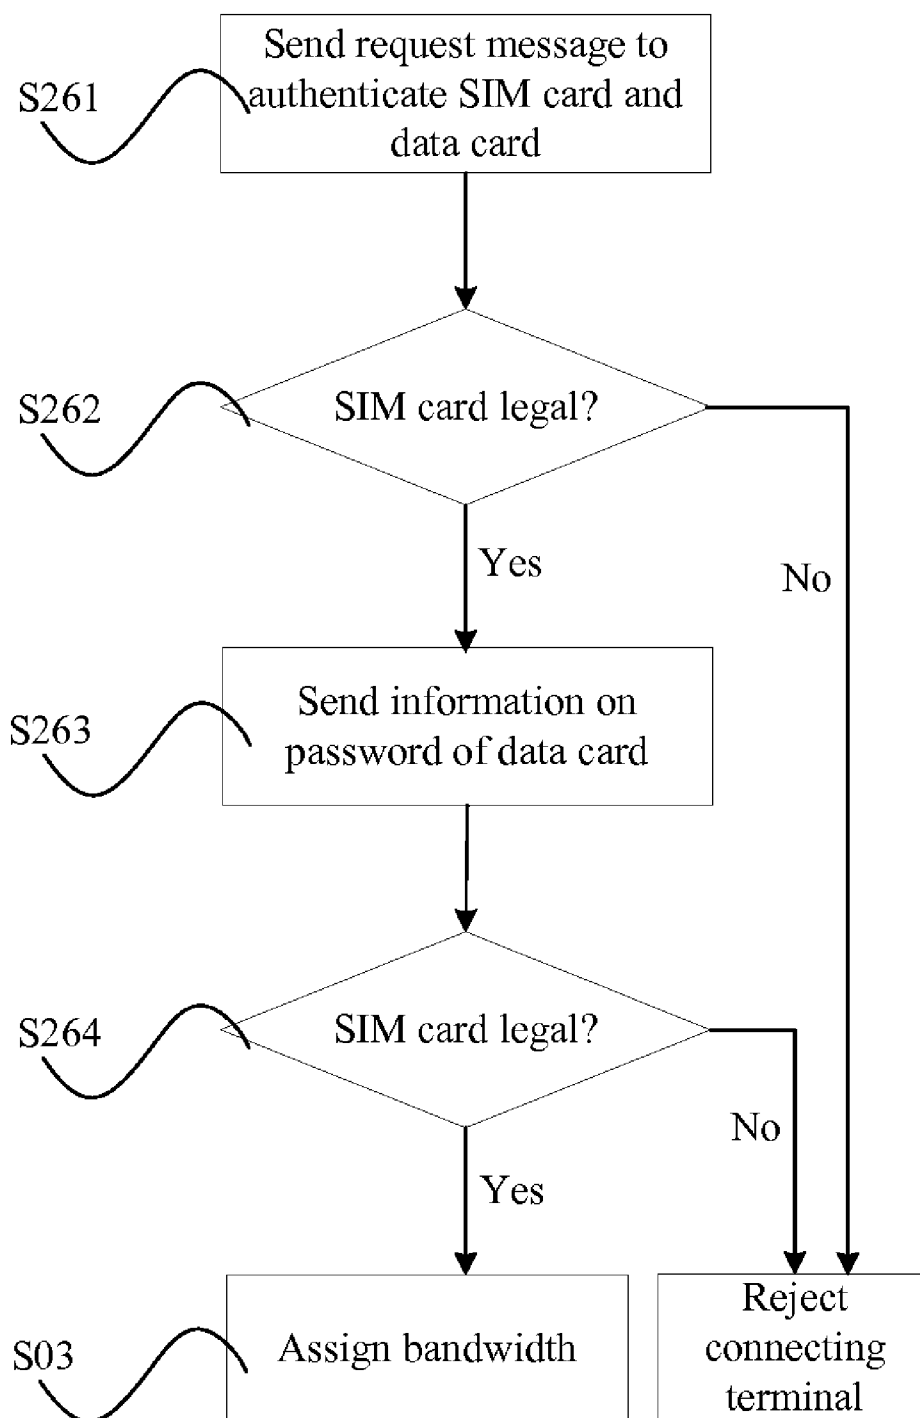 Send request message to
authenticate SIM card and
data card
S261
SIM card legal?
S262
Yes
No
Send information on
password of data card
S263
SIM card legal?
S264
No
Yes
Assign bandwidth
S03
Reject
connecting
terminal